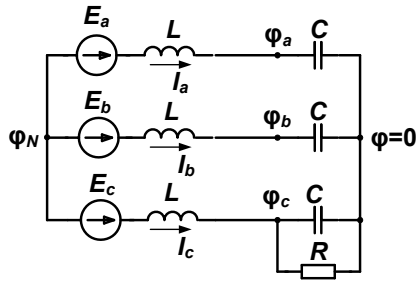 Ea L φa C
Ia
Eb L φb C
φN φ=0
Ib
Ec L φc C
Ic R